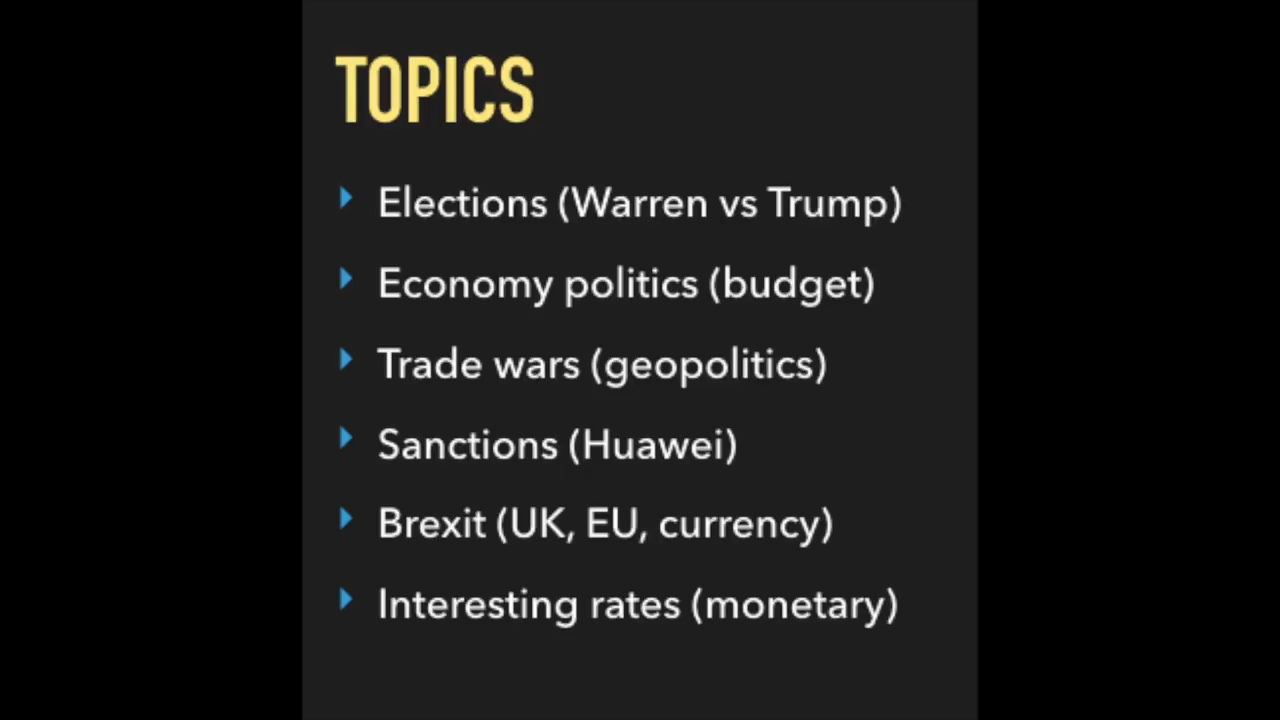 TOPICS
Elections (Warren vs Trump)
Economy politics (budget)
Trade wars (geopolitics)
Sanctions (Huawei)
Brexit (UK, EU, currency)
Interesting rates (monetary)